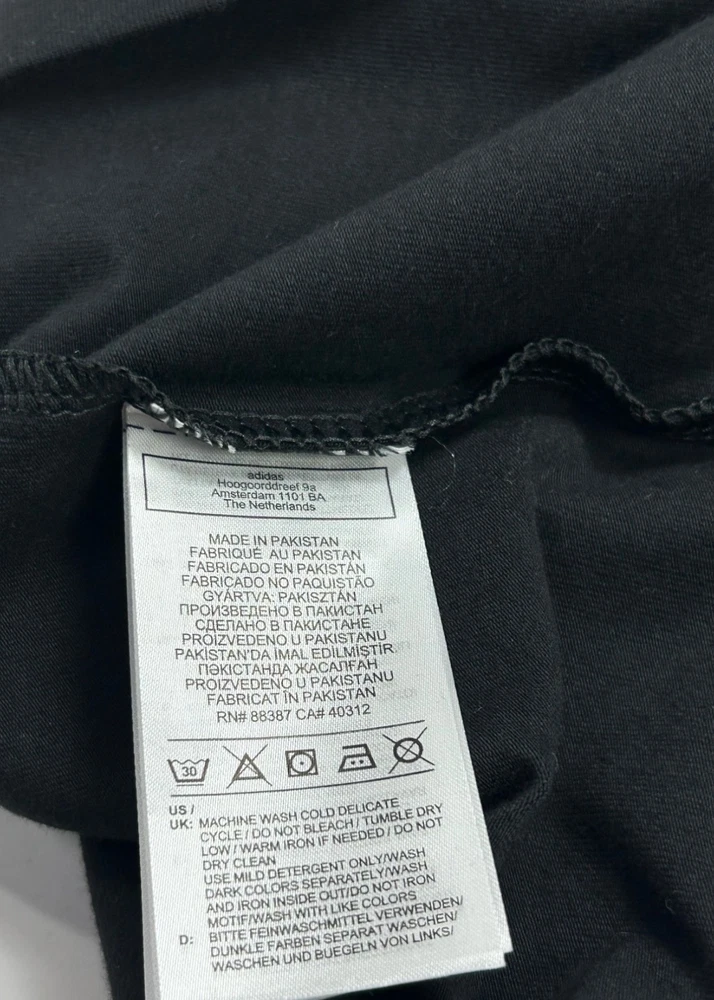 adidas
Hoogoorddreef 9a
Amsterdam 1101 BA
The Netherlands
MADE IN PAKISTAN
FABRIQUÉ AU PAKISTAN
FABRICADO EN PAKISTÁN
FABRICADO NO PAQUISTÃO
GYÁRTVA: PAKISZTÁN
ПРОИЗВЕДЕНО В ПАКИСТАН
СДЕЛАНО В ПАКИСТАНЕ
PROIZVEDENO U PAKISTANU
PAKİSTAN'DA İMAL EDİLMİŞTİR.
ПӘКІСТАНДА ЖАСАЛҒАН
PROIZVEDENO U PAKISTANU
FABRICAT ÎN PAKISTAN
RN# 88387 CA# 40312
30
US /
UK: MACHINE WASH COLD DELICATE
CYCLE / DO NOT BLEACH / TUMBLE DRY
LOW / WARM IRON IF NEEDED / DO NOT
DRY CLEAN
USE MILD DETERGENT ONLY/WASH
DARK COLORS SEPARATELY/WASH
AND IRON INSIDE OUT/DO NOT IRON
MOTIF/WASH WITH LIKE COLORS
D: BITTE FEINWASCHMITTEL VERWENDEN/
DUNKLE FARBEN SEPARAT WASCHEN/
WASCHEN UND BUEGELN VON LINKS/